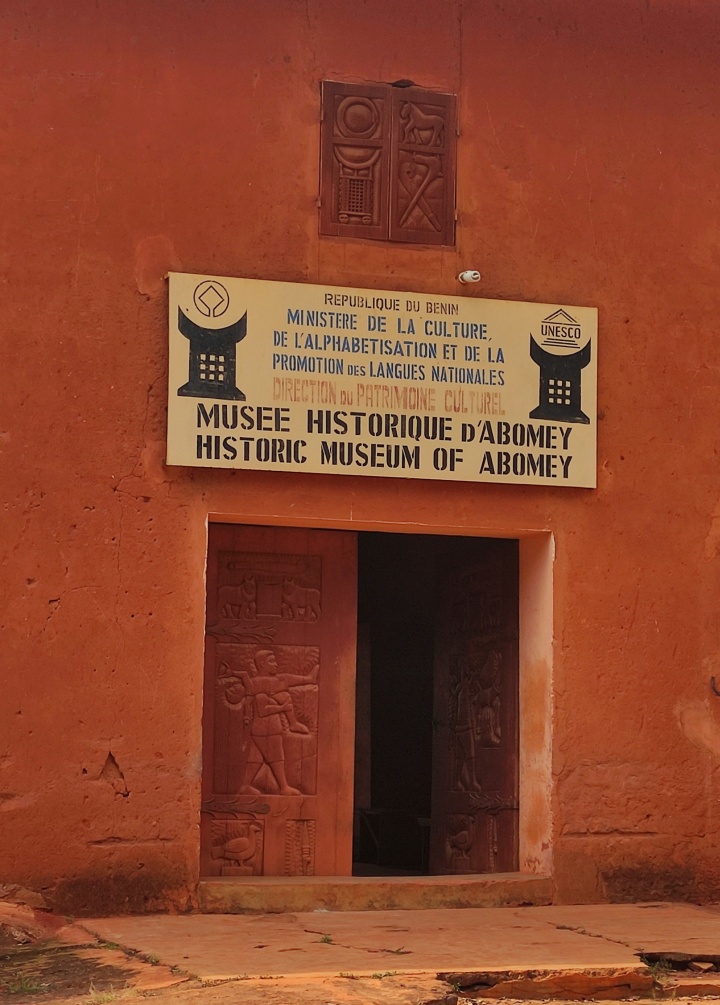 REPUBLIQUE DU BENIN
MINISTERE DE LA CULTURE,
DE L'ALPHABETISATION ET DE LA
PROMOTION DES LANGUES NATIONALES
DIRECTION DU PATRIMOINE CULTUREL
MUSEE HISTORIQUE D'ABOMEY
HISTORIC MUSEUM OF ABOMEY
UNESCO